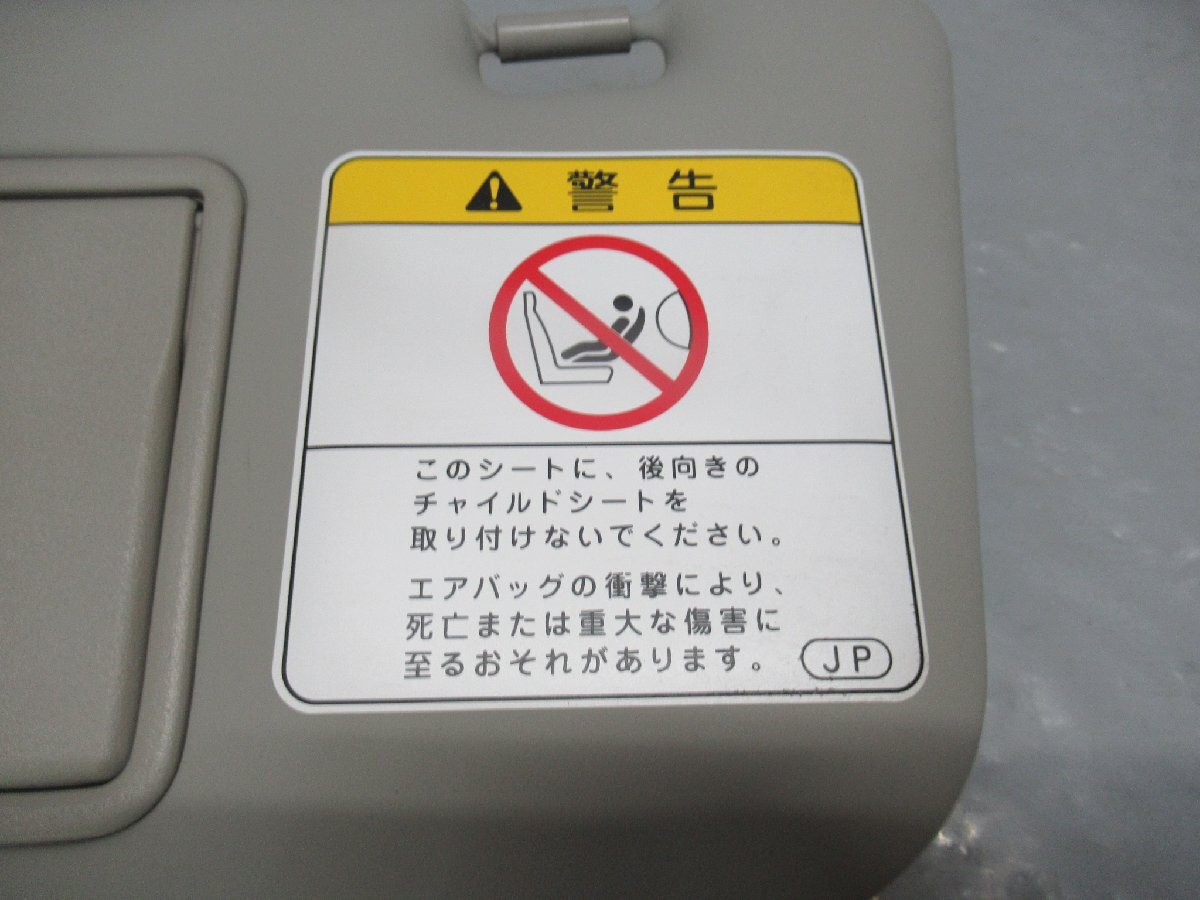 警告
このシートに、後向きの
チャイルドシートを
取り付けないでください。
エアバッグの衝撃により、
死亡または重大な傷害に
至るおそれがあります。
JP